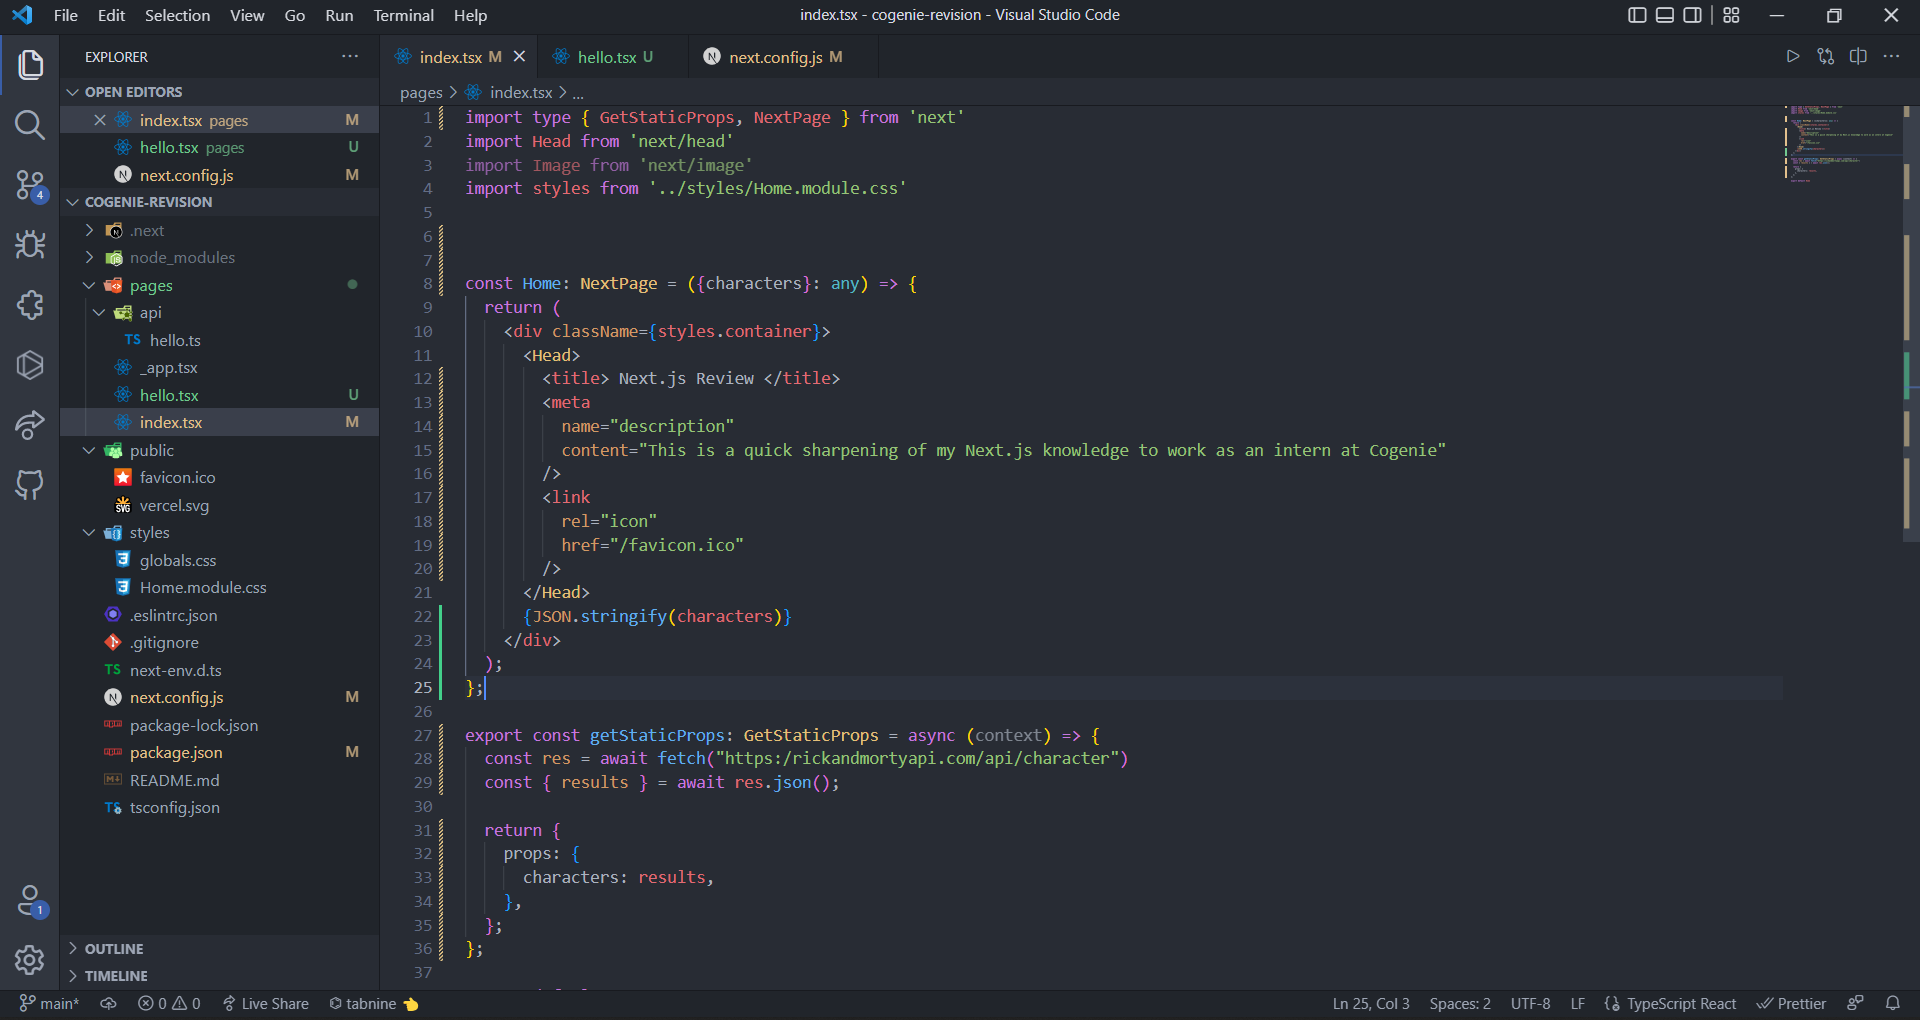 File Edit Selection View Go Run Terminal Help
index.tsx - cogenie-revision - Visual Studio Code
EXPLORER
OPEN EDITORS
index.tsx pages M
hello.tsx pages U
next.config.js M
COGENIE-REVISION
.next
node_modules
pages
api
TS hello.ts
_app.tsx
hello.tsx U
index.tsx M
public
favicon.ico
SVG vercel.svg
styles
globals.css
Home.module.css
.eslintrc.json
.gitignore
TS next-env.d.ts
N next.config.js M
package-lock.json
package.json M
README.md
TS tsconfig.json
OUTLINE
TIMELINE
4
1
index.tsx M
hello.tsx U
N next.config.js M
pages > index.tsx > ...
1 import type { GetStaticProps, NextPage } from 'next'
2 import Head from 'next/head'
3 import Image from 'next/image'
4 import styles from '../styles/Home.module.css'
5
6
7
8 const Home: NextPage = ({characters}: any) => {
9 return (
10 <div className={styles.container}>
11 <Head>
12 <title> Next.js Review </title>
13 <meta
14 name="description"
15 content="This is a quick sharpening of my Next.js knowledge to work as an intern at Cogenie"
16 />
17 <link
18 rel="icon"
19 href="/favicon.ico"
20 />
21 </Head>
22 {JSON.stringify(characters)}
23 </div>
24 );
25 };
26
27 export const getStaticProps: GetStaticProps = async (context) => {
28 const res = await fetch("https:/rickandmortyapi.com/api/character")
29 const { results } = await res.json();
30
31 return {
32 props: {
33 characters: results,
34 },
35 };
36 };
37
main* 0 0 Live Share tabnine
Ln 25, Col 3 Spaces: 2 UTF-8 LF TypeScript React Prettier